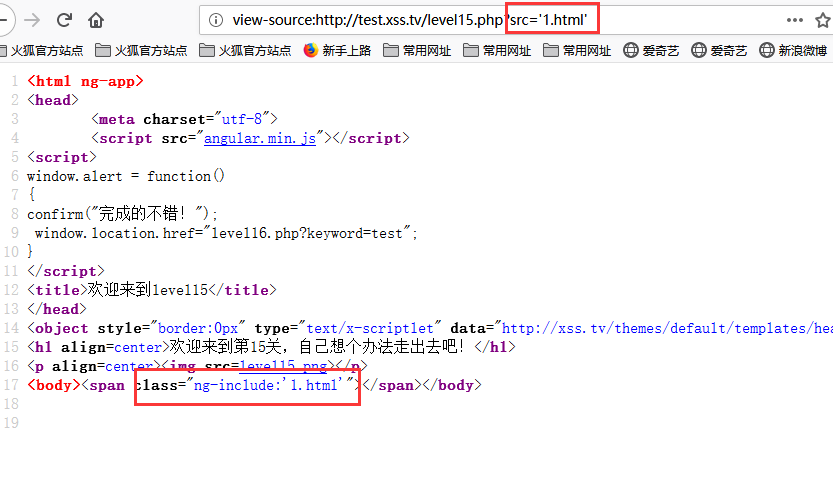 view-source:http://test.xss.tv/level15.php?src='1.html'
火狐官方站点 火狐官方站点 火狐官方站点 新手上路 常用网址 常用网址 常用网址 爱奇艺 爱奇艺 新浪微博
1 <html ng-app>
2 <head>
3 <meta charset="utf-8">
4 <script src="angular.min.js"></script>
5 <script>
6 window.alert = function()
7 {
8 confirm("完成的不错！");
9 window.location.href="level16.php?keyword=test";
10 }
11 </script>
12 <title>欢迎来到level15</title>
13 </head>
14 <object style="border:0px" type="text/x-scriptlet" data="http://xss.tv/themes/default/templates/hea
15 <h1 align=center>欢迎来到第15关，自己想个办法走出去吧！</h1>
16 <p align=center><img src=level15.png></p>
17 <body><span class="ng-include:'1.html'"></span></body>
18
19